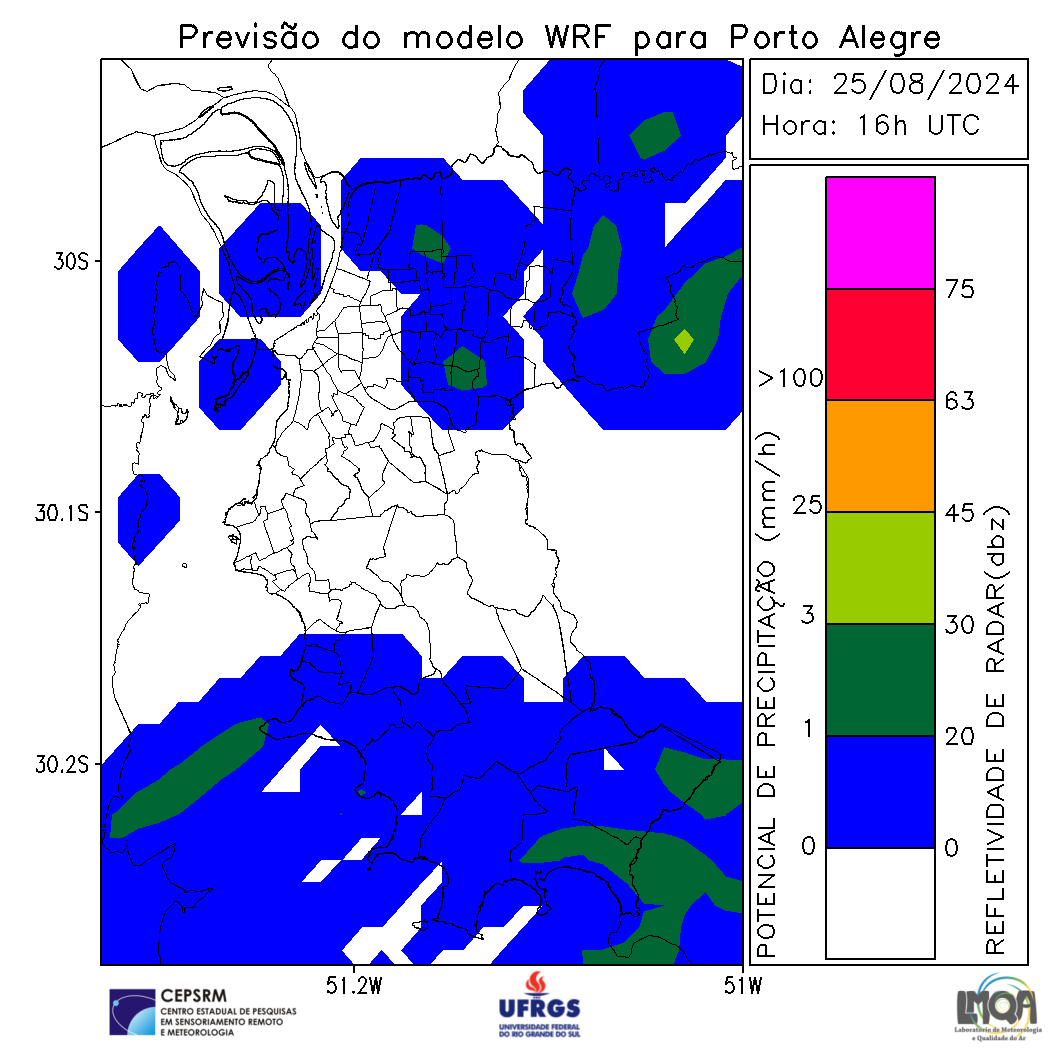 Previsão do modelo WRF para Porto Alegre
Dia: 25/08/2024
Hora: 16h UTC
30S
30.1S
30.2S
51.2W
51W
POTENCIAL DE PRECIPITAÇÃO (mm/h)
>100
25
3
1
0
75
63
45
30
20
0
REFLETIVIDADE DE RADAR(dbz)
CEPSRM
CENTRO ESTADUAL DE PESQUISAS
EM SENSORIAMENTO REMOTO
E METEOROLOGIA
UFRGS
UNIVERSIDADE FEDERAL
DO RIO GRANDE DO SUL
LMQA
Laboratório de Meteorologia
e Qualidade do Ar